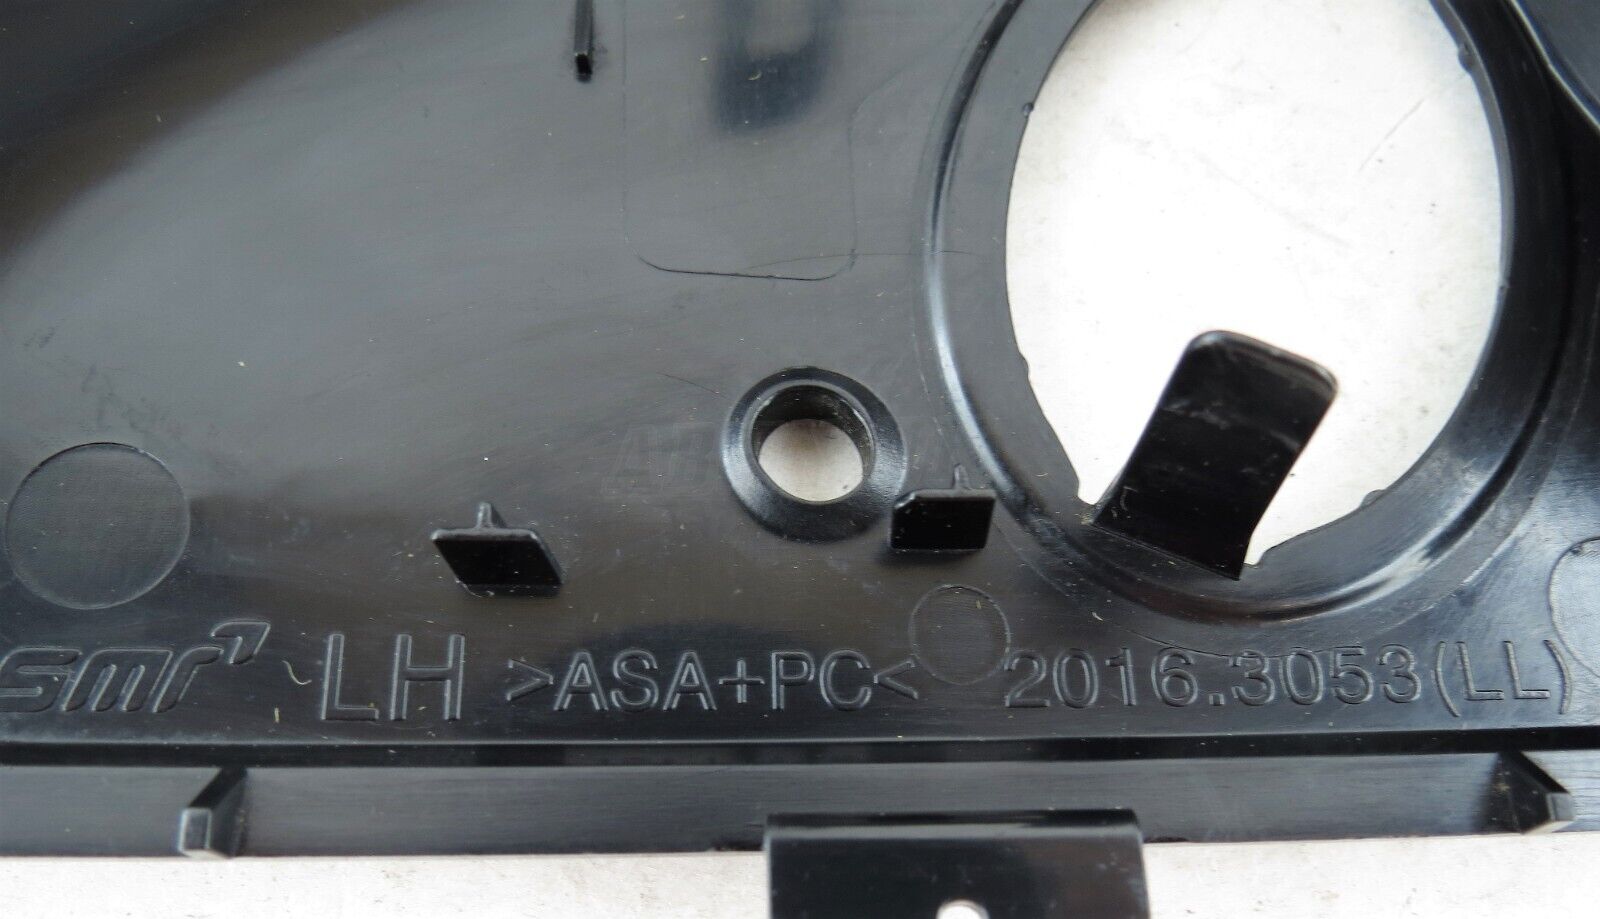 smr LH >ASA+PC< 2016.3053(LL)